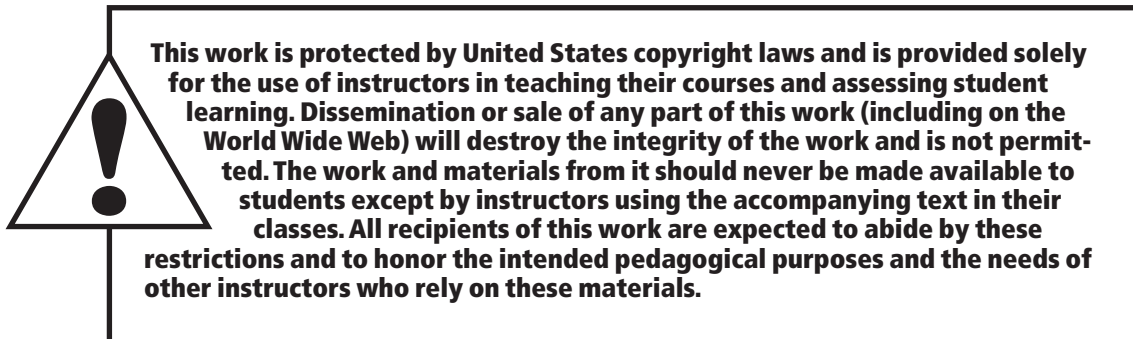 This work is protected by United States copyright laws and is provided solely
for the use of instructors in teaching their courses and assessing student
learning. Dissemination or sale of any part of this work (including on the
World Wide Web) will destroy the integrity of the work and is not permit-
ted. The work and materials from it should never be made available to
students except by instructors using the accompanying text in their
classes. All recipients of this work are expected to abide by these
restrictions and to honor the intended pedagogical purposes and the needs of
other instructors who rely on these materials.